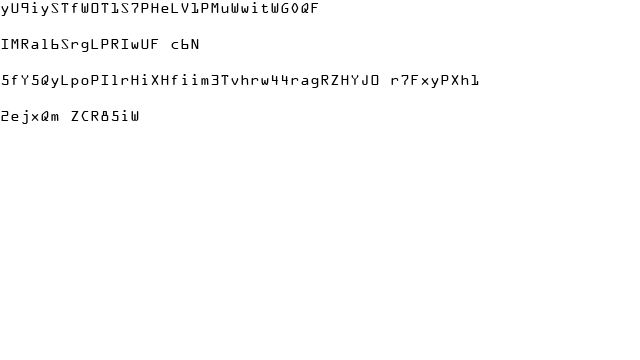 yU9iySTfWOT1S7PHeLV1PMuWwitWG0QF
IMRal6SrgLPRIwUF c6N
5fY5QyLpoPI1rHiXHfiim3Tvhrw44ragRZHYJO r7FxyPXh1
2ejxQm ZCR85iW